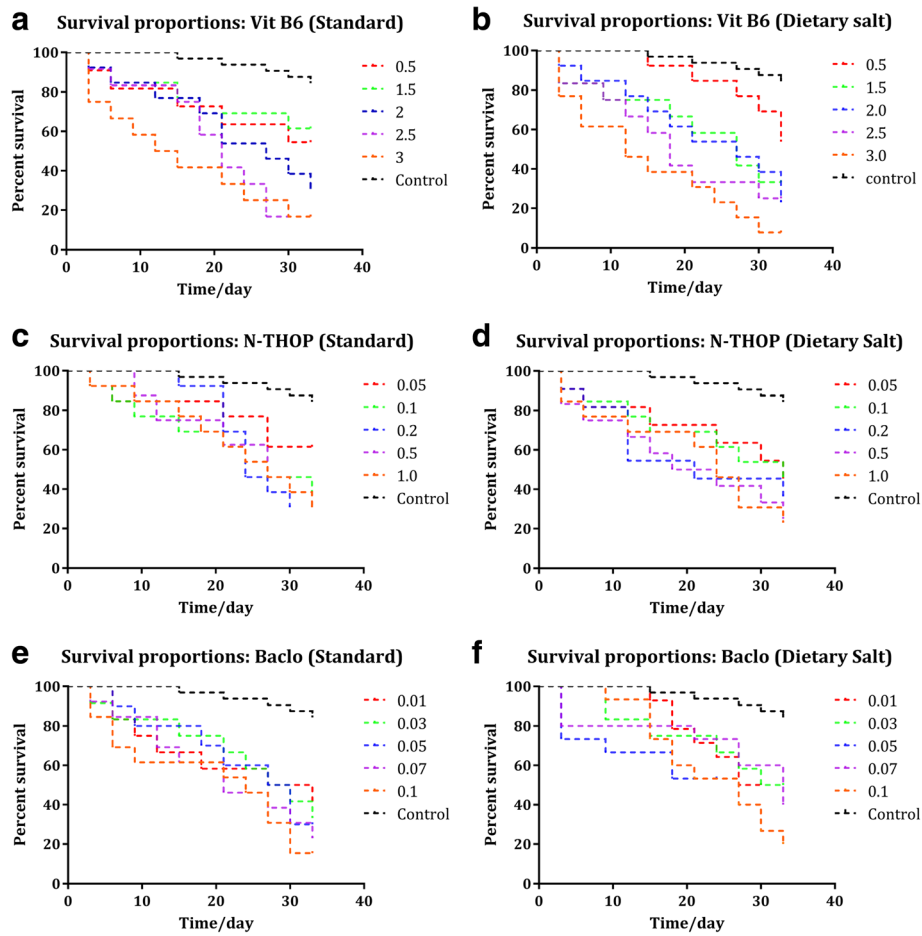 a
Survival proportions: Vit B6 (Standard)
Percent survival
100
80
60
40
20
0
0 10 20 30 40
Time/day
0.5
1.5
2
2.5
3
Control
b
Survival proportions: Vit B6 (Dietary salt)
Percent survival
100
80
60
40
20
0
0 10 20 30 40
Time/day
0.5
1.5
2.0
2.5
3.0
control
c
Survival proportions: N-THOP (Standard)
Percent survival
100
80
60
40
20
0
0 10 20 30 40
Time/day
0.05
0.1
0.2
0.5
1.0
Control
d
Survival proportions: N-THOP (Dietary Salt)
Percent survival
100
80
60
40
20
0
0 10 20 30 40
Time/day
0.05
0.1
0.2
0.5
1.0
Control
e
Survival proportions: Baclo (Standard)
Percent survival
100
80
60
40
20
0
0 10 20 30 40
Time/day
0.01
0.03
0.05
0.07
0.1
Control
f
Survival proportions: Baclo (Dietary Salt)
Percent survival
100
80
60
40
20
0
0 10 20 30 40
Time/day
0.01
0.03
0.05
0.07
0.1
Control